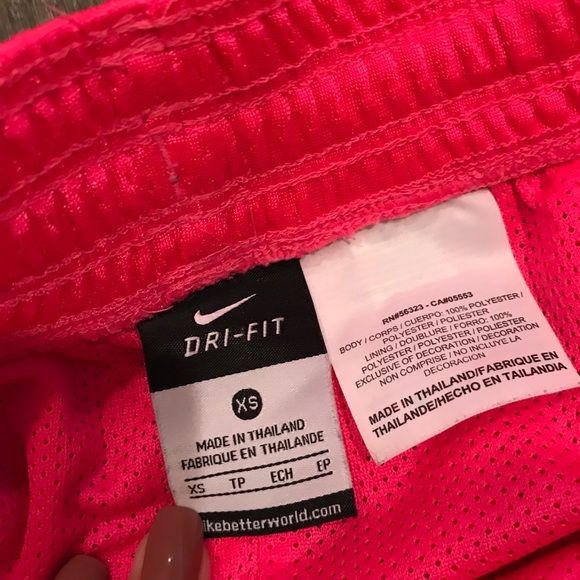 DRI-FIT
XS
MADE IN THAILAND
FABRIQUE EN THAILANDE
XS TP ECH EP
ikebetterworld.com
RN#56323 - CA#05553
BODY / CORPS / CUERPO: 100% POLYESTER /
POLYESTER / POLIESTER
LINING / DOUBLURE / FORRO: 100%
POLYESTER / POLYESTER / POLIESTER
EXCLUSIVE OF DECORATION / DECORATION
NON COMPRISE / NO INCLUYE LA
DECORACION
MADE IN THAILAND/FABRIQUE EN
THAILANDE/HECHO EN TAILANDIA